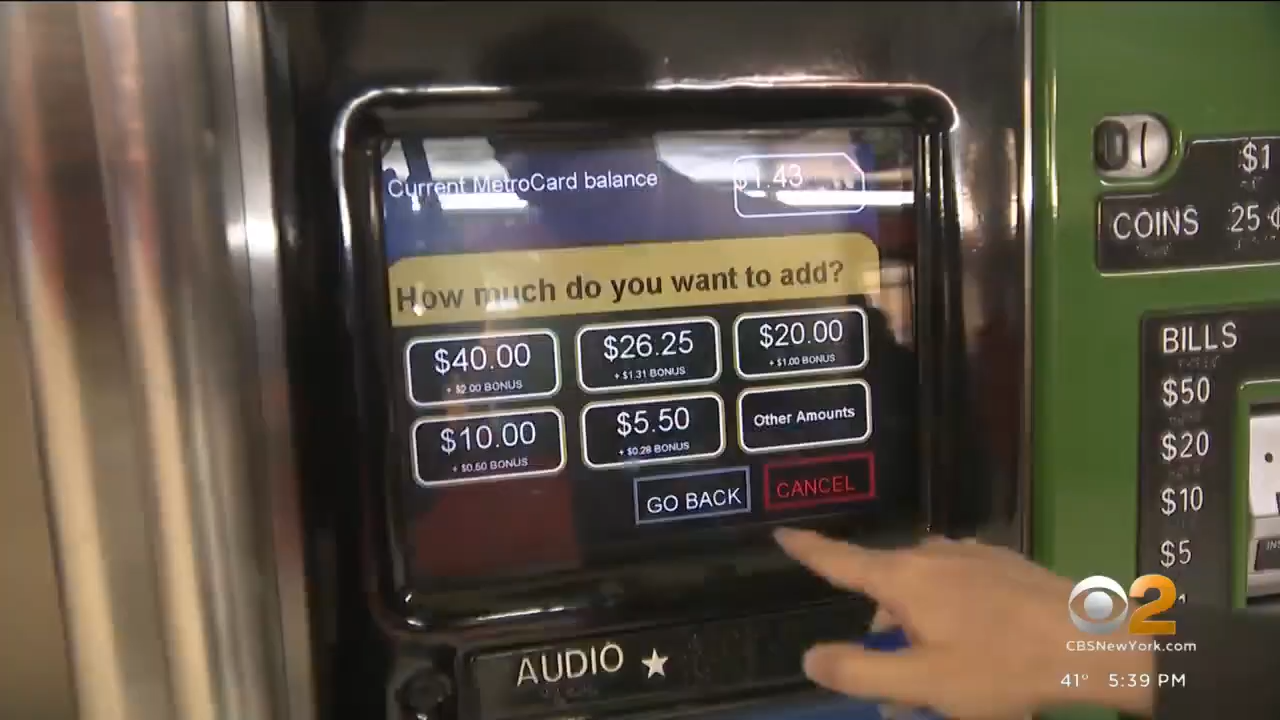 Current MetroCard balance
$1.43
How much do you want to add?
$40.00
+ $2.00 BONUS
$26.25
+ $1.31 BONUS
$20.00
+ $1.00 BONUS
$10.00
+ $0.50 BONUS
$5.50
+ $0.28 BONUS
Other Amounts
GO BACK
CANCEL
AUDIO ★
01
$1
COINS 25¢
BILLS
$50
$20
$10
$5
2
CBSNewYork.com
41° 5:39 PM